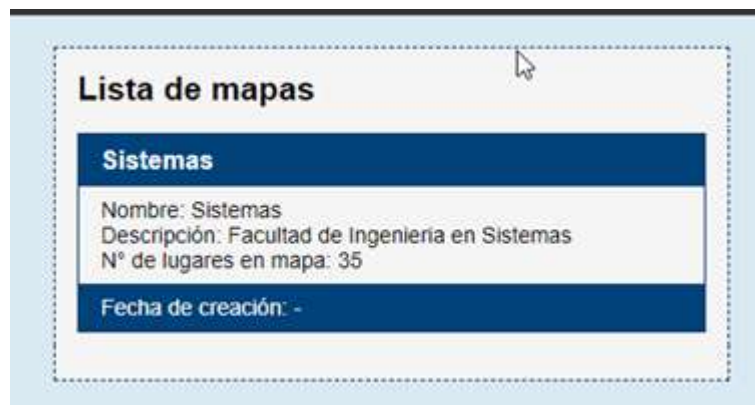 Lista de mapas
Sistemas
Nombre: Sistemas
Descripción: Facultad de Ingenieria en Sistemas
N° de lugares en mapa: 35
Fecha de creación: -